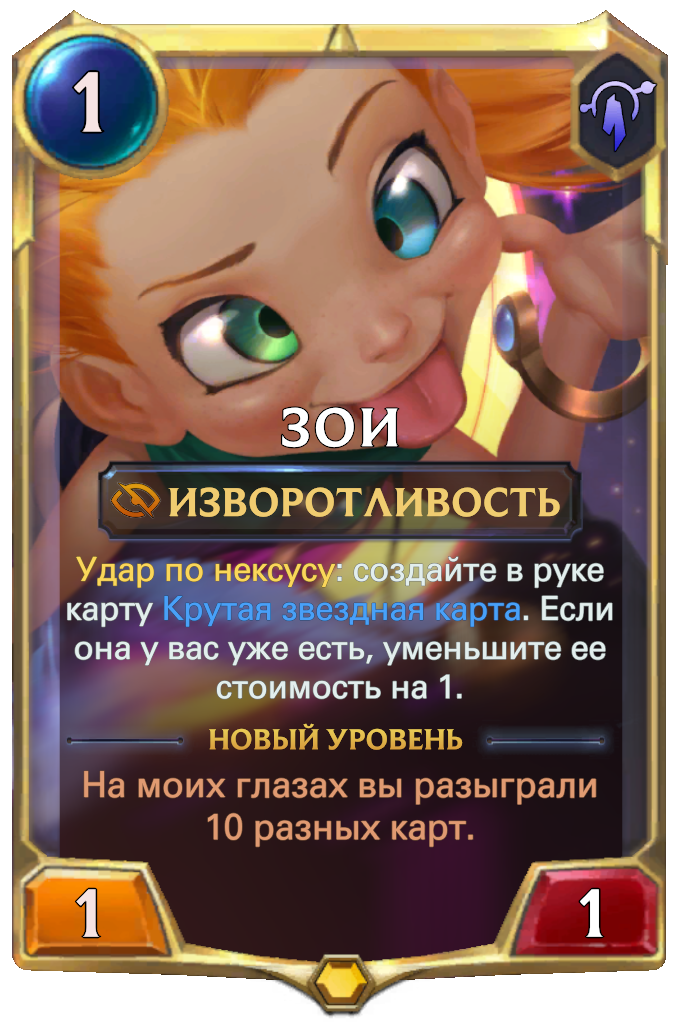 1
ЗОИ
ИЗВОРОТЛИВОСТЬ
Удар по нексусу: создайте в руке
карту Крутая звездная карта. Если
она у вас уже есть, уменьшите ее
стоимость на 1.
НОВЫЙ УРОВЕНЬ
На моих глазах вы разыграли
10 разных карт.
1
1